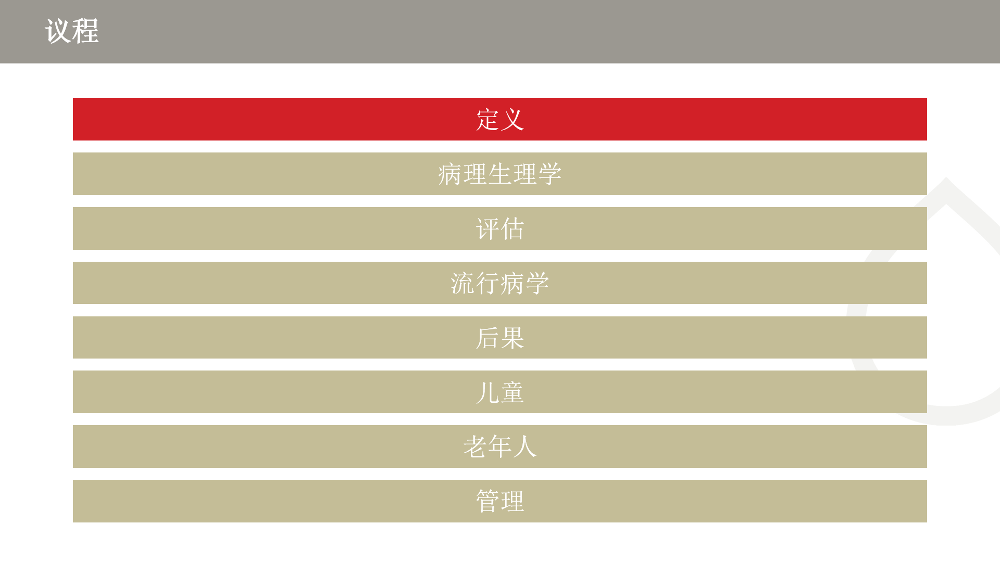 议程
定义
病理生理学
评估
流行病学
后果
儿童
老年人
管理